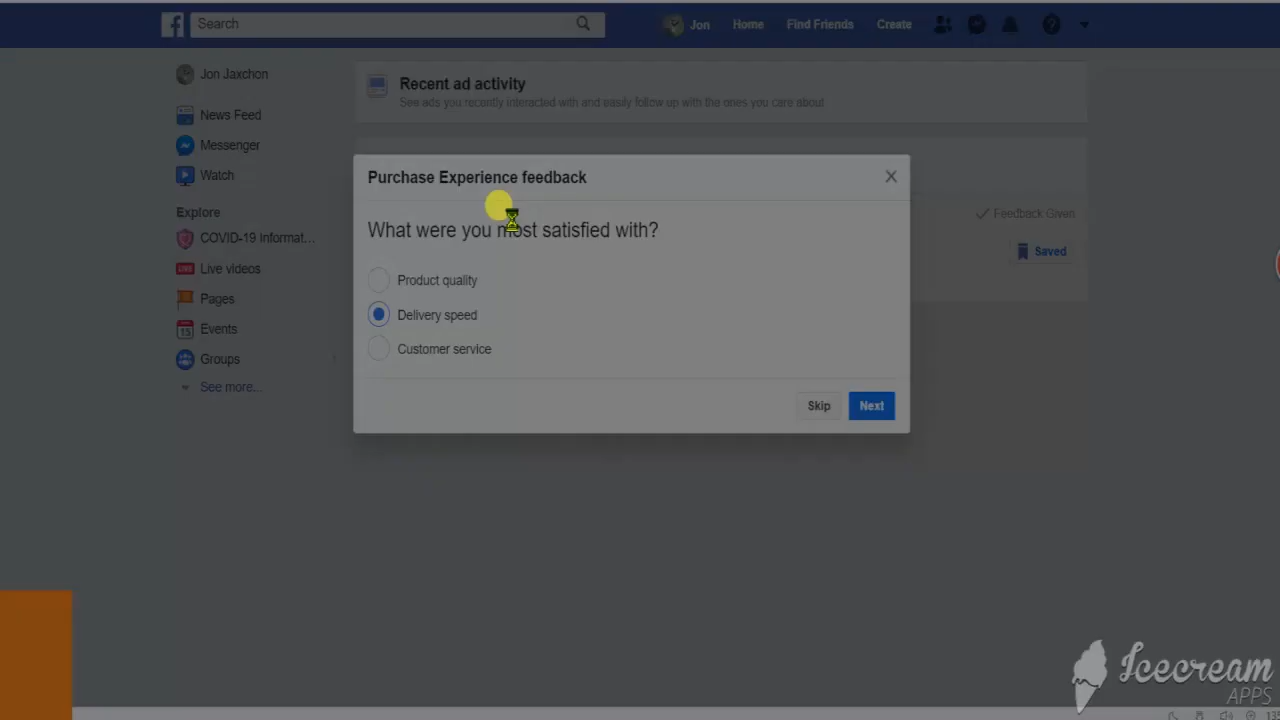 Search
Jon
Home
Find Friends
Create
Jon Jaxchon
News Feed
Messenger
Watch
Explore
COVID-19 Informat...
LIVE
Live videos
Pages
15
Events
Groups
See more...
Recent ad activity
See ads you recently interacted with and easily follow up with the ones you care about
Purchase Experience feedback
What were you most satisfied with?
Product quality
Delivery speed
Customer service
Skip
Next
Feedback Given
Saved
Icecream
APPS